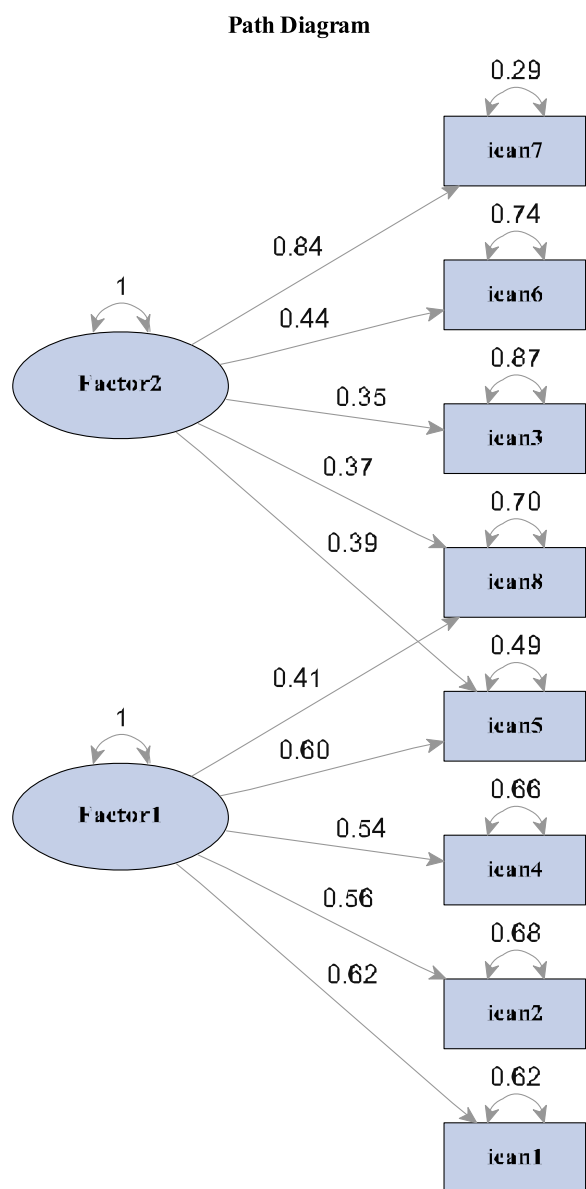 Path Diagram
0.29
ican7
0.84
0.74
ican6
1
0.44
Factor2
0.87
0.35
ican3
0.37
0.70
0.39
ican8
0.41
0.49
1
0.60
ican5
Factor1
0.66
0.54
ican4
0.56
0.68
0.62
ican2
0.62
ican1